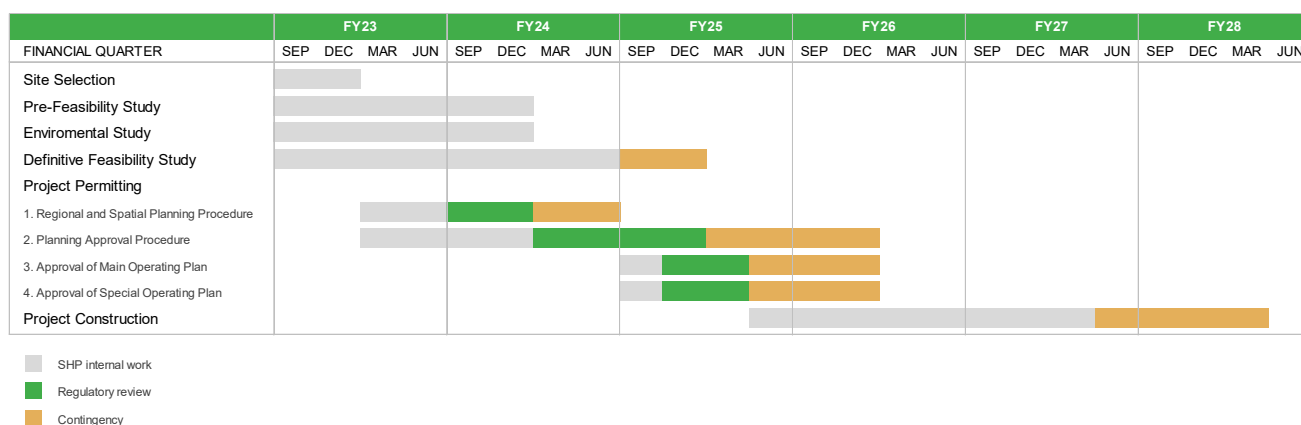 FY23 FY24 FY25 FY26 FY27 FY28
FINANCIAL QUARTER SEP DEC MAR JUN SEP DEC MAR JUN SEP DEC MAR JUN SEP DEC MAR JUN SEP DEC MAR JUN SEP DEC MAR JUN
Site Selection
Pre-Feasibility Study
Enviromental Study
Definitive Feasibility Study
Project Permitting
1. Regional and Spatial Planning Procedure
2. Planning Approval Procedure
3. Approval of Main Operating Plan
4. Approval of Special Operating Plan
Project Construction
SHP internal work
Regulatory review
Contingency